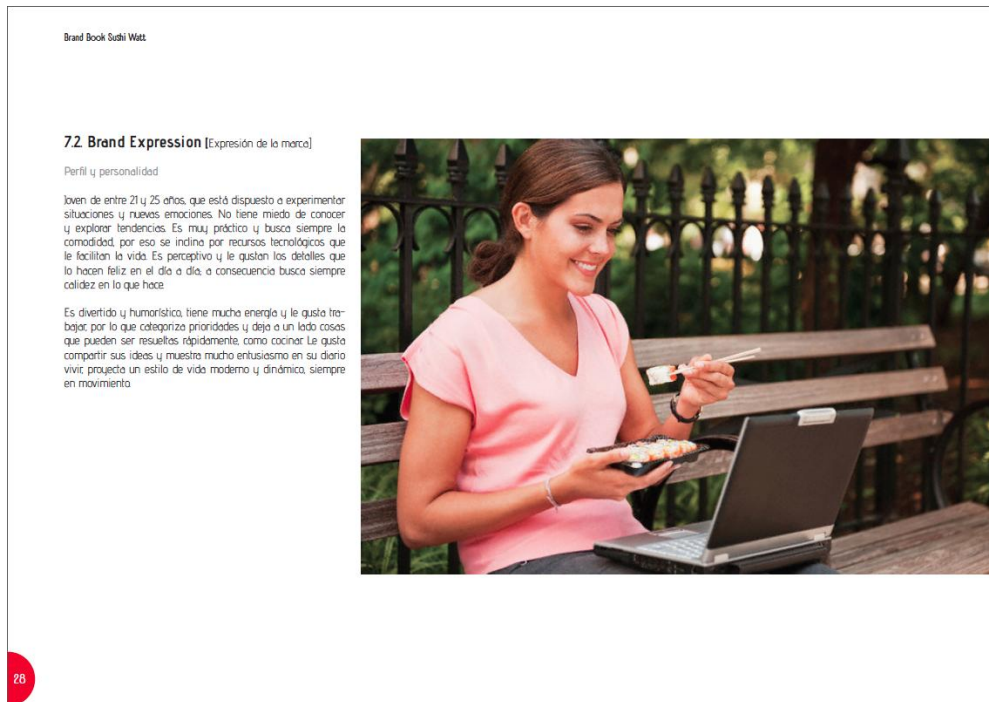 Brand Book Sushi Watt
7.2. Brand Expression [Expresión de la marca]
Perfil y personalidad
Joven de entre 21 y 25 años, que está dispuesto a experimentar
situaciones y nuevas emociones. No tiene miedo de conocer
y explorar tendencias. Es muy práctico y busca siempre la
comodidad, por eso se inclina por recursos tecnológicos que
le facilitan la vida. Es perceptivo y le gustan los detalles que
lo hacen feliz en el día a día; a consecuencia busca siempre
calidez en lo que hace.
Es divertido y humorístico, tiene mucha energía y le gusta tra-
bajar, por lo que categoriza prioridades y deja a un lado cosas
que pueden ser resueltas rápidamente, como cocinar. Le gusta
compartir sus ideas y muestra mucho entusiasmo en su diario
vivir, proyecta un estilo de vida moderno y dinámico, siempre
en movimiento.
28